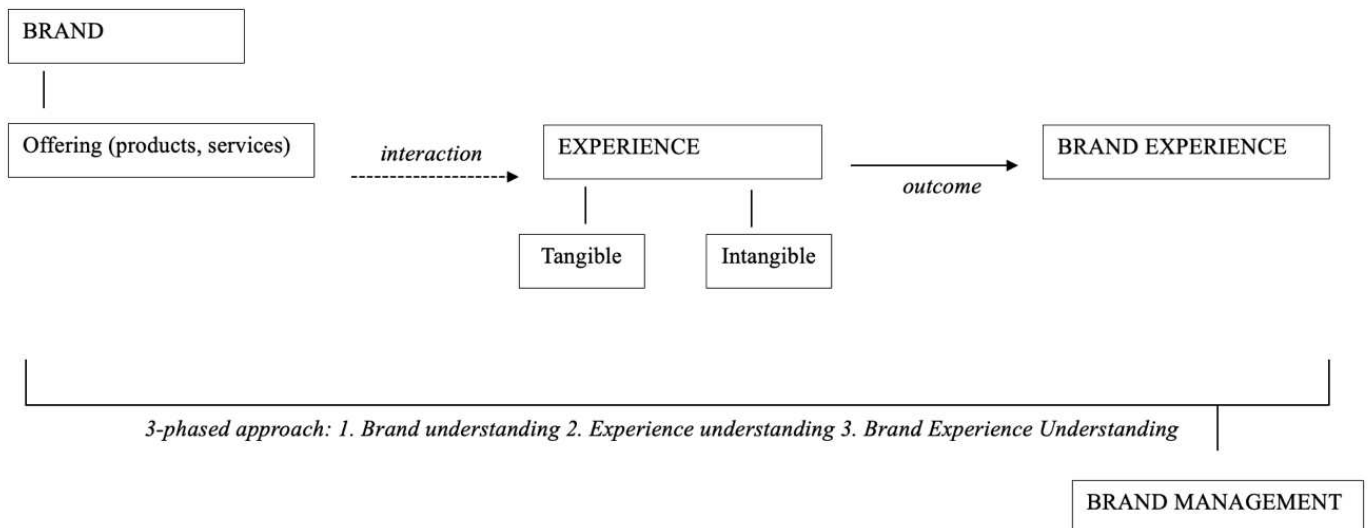 BRAND
Offering (products, services)
interaction
EXPERIENCE
outcome
BRAND EXPERIENCE
Tangible
Intangible
3-phased approach: 1. Brand understanding 2. Experience understanding 3. Brand Experience Understanding
BRAND MANAGEMENT